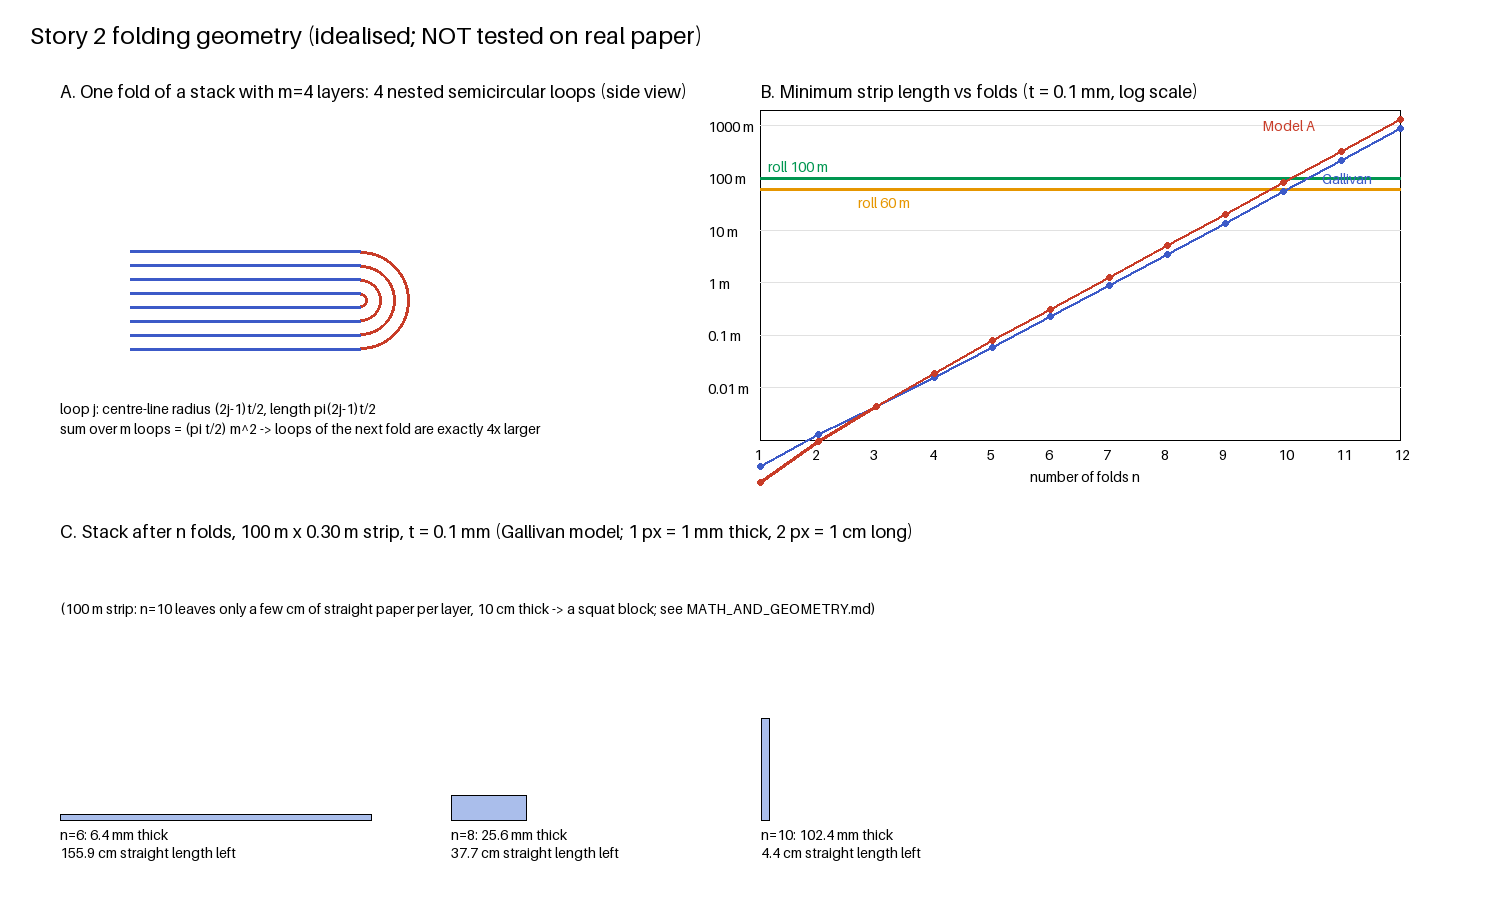 Story 2 folding geometry (idealised; NOT tested on real paper)
A. One fold of a stack with m=4 layers: 4 nested semicircular loops (side view)
loop j: centre-line radius (2j-1)t/2, length pi(2j-1)t/2
sum over m loops = (pi t/2) m^2 -> loops of the next fold are exactly 4x larger
B. Minimum strip length vs folds (t = 0.1 mm, log scale)
1000 m
Model A
roll 100 m
100 m
Gallivan
roll 60 m
10 m
1 m
0.1 m
0.01 m
1 2 3 4 5 6 7 8 9 10 11 12
number of folds n
C. Stack after n folds, 100 m x 0.30 m strip, t = 0.1 mm (Gallivan model; 1 px = 1 mm thick, 2 px = 1 cm long)
(100 m strip: n=10 leaves only a few cm of straight paper per layer, 10 cm thick -> a squat block; see MATH_AND_GEOMETRY.md)
n=6: 6.4 mm thick
155.9 cm straight length left
n=8: 25.6 mm thick
37.7 cm straight length left
n=10: 102.4 mm thick
4.4 cm straight length left